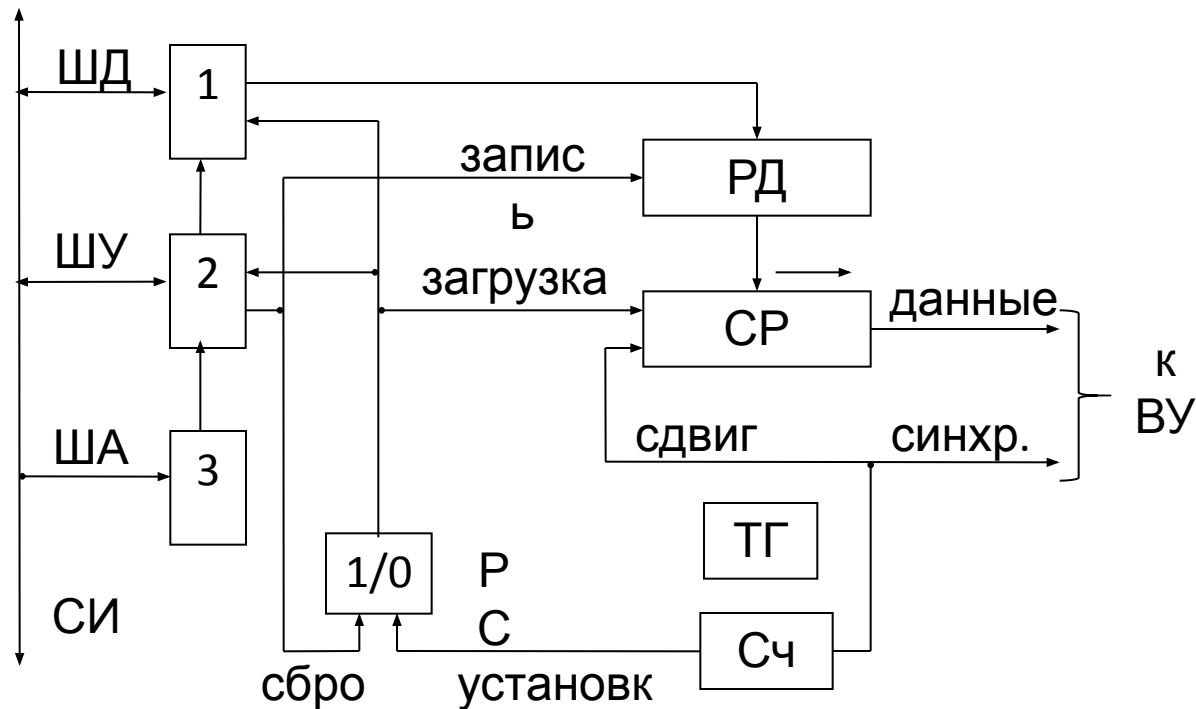 ШД
1
запис
ь
РД
ШУ
2
загрузка
СР
данные
к
ВУ
ША
3
сдвиг
синхр.
ТГ
1/0
Р
С
СИ
Сч
сбро
установк